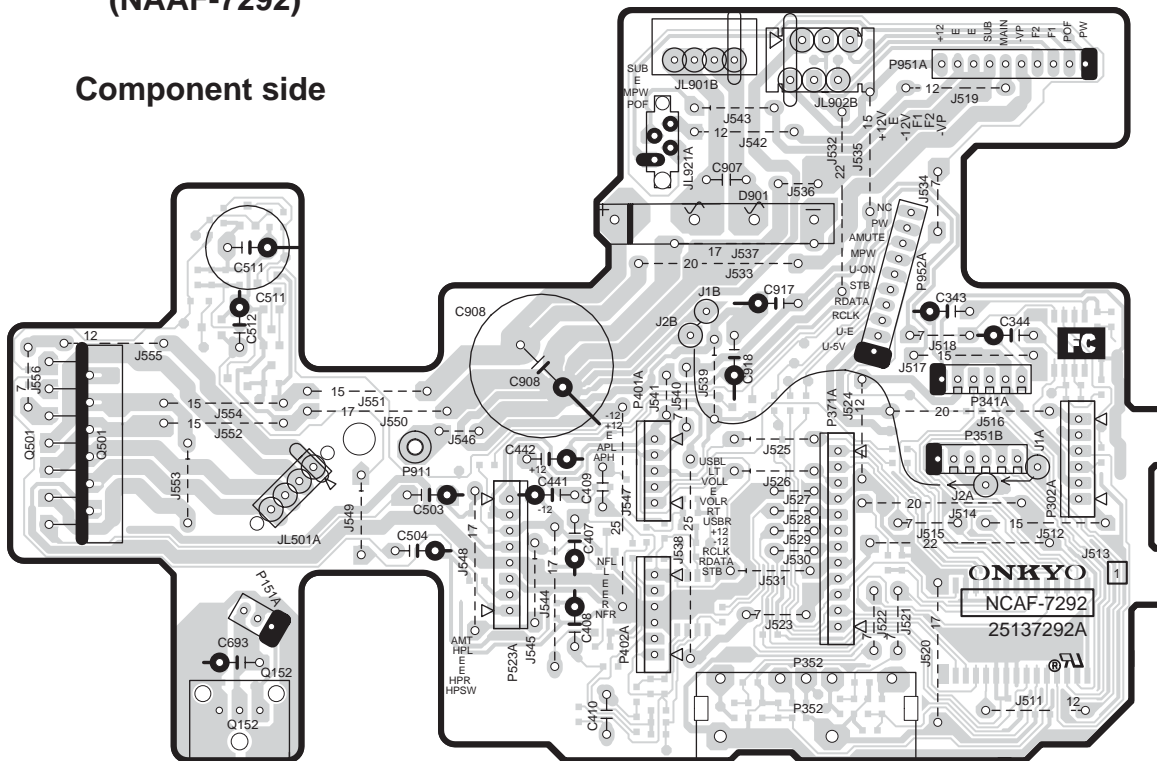 (NAAF-7292)
Component side
+12
E
E
SUB
MAIN
-VP
F2
F1
POF
PW
P951A
JL901B
JL902B
SUB
E
MPW
POF
12
J519
J543
12
J542
J532
22
J535
15
+12V
E
-12V
F1
F2
-VP
JL921A
C907
J536
D901
7
J534
+
–
17
J537
20
J533
NC
PW
AMUTE
MPW
U-ON
STB
RDATA
RCLK
U-E
U-5V
P952A
C511
C511
C512
C908
C908
J1B
J2B
C917
C918
C343
C344
7
J518
15
J517
FC
12
J555
7
J556
Q501
Q501
15
J554
15
J552
J553
15
J551
17
J550
J546
P911
JL501A
J549
C503
C504
C442
+12
C441
-12
C409
-12
+12
E
APL
APH
P401A
J541
7
J540
J539
J547
25
25
J538
USBL
LT
VOLL
E
VOLR
RT
USBR
+12
-12
RCLK
RDATA
STB
J525
J526
J527
J528
J529
J530
J531
7
J523
P371A
J524
12
P341A
20
J516
P351B
J1A
J2A
P302A
20
J514
7
J515
15
J512
22
J513
17
J548
C407
17
J544
J545
P523A
NFL
L
E
E
R
NFR
C408
P402A
AMT
HPL
E
E
HPR
HPSW
C410
P151A
C693
Q152
Q152
P352
P352
J522
7
J521
7
17
J520
ONKYO
1
NCAF-7292
25137292A
®
J511
12